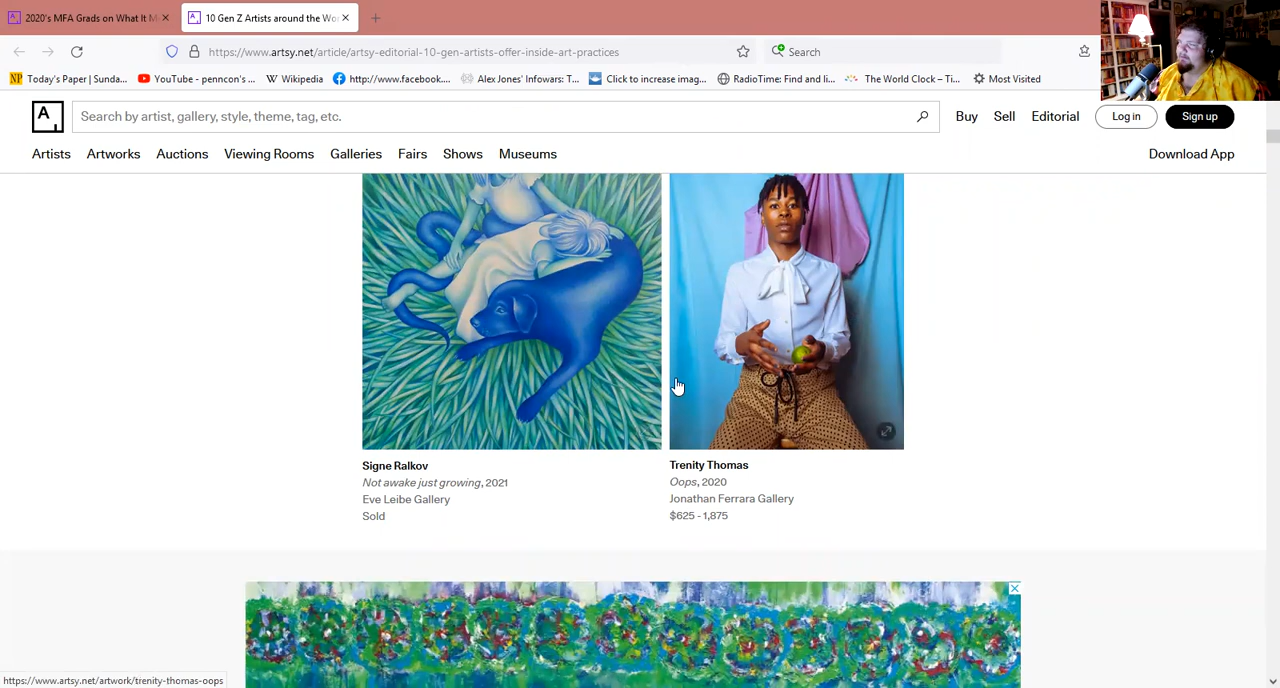 2020's MFA Grads on What It M
10 Gen Z Artists around the Wo
https://www.artsy.net/article/artsy-editorial-10-gen-artists-offer-inside-art-practices
Search
Today's Paper | Sunda...
YouTube - penncon's ...
Wikipedia
http://www.facebook....
Alex Jones' Infowars: T...
Click to increase imag...
RadioTime: Find and li...
The World Clock – Ti...
Most Visited
A
Search by artist, gallery, style, theme, tag, etc.
Buy Sell Editorial Log in Sign up
Artists Artworks Auctions Viewing Rooms Galleries Fairs Shows Museums Download App
Signe Ralkov
Not awake just growing, 2021
Eve Leibe Gallery
Sold
Trenity Thomas
Oops, 2020
Jonathan Ferrara Gallery
$625 - 1,875
https://www.artsy.net/artwork/trenity-thomas-oops